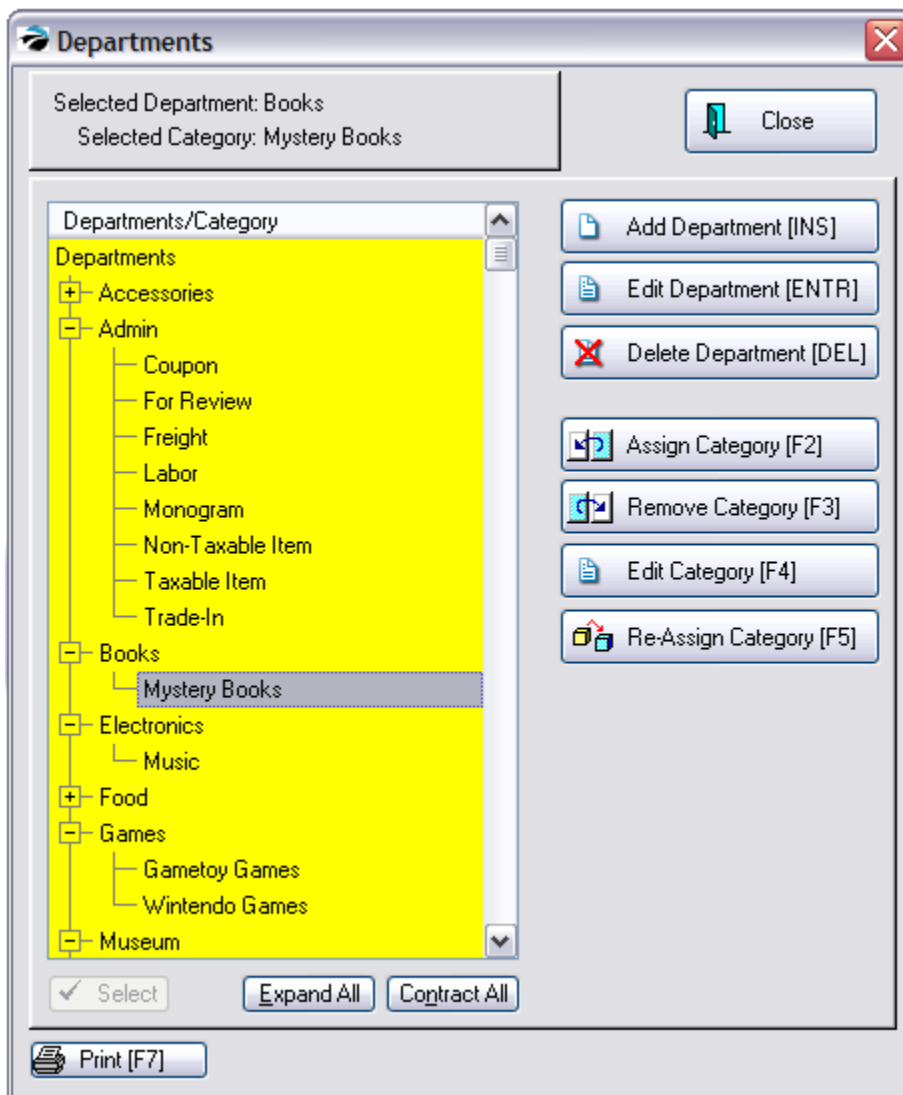 Departments
Selected Department: Books
Selected Category: Mystery Books
Close
Departments/Category
Departments
Accessories
Admin
Coupon
For Review
Freight
Labor
Monogram
Non-Taxable Item
Taxable Item
Trade-In
Books
Mystery Books
Electronics
Music
Food
Games
Gametoy Games
Wintendo Games
Museum
Add Department [INS]
Edit Department [ENTR]
Delete Department [DEL]
Assign Category [F2]
Remove Category [F3]
Edit Category [F4]
Re-Assign Category [F5]
Select
Expand All
Contract All
Print [F7]